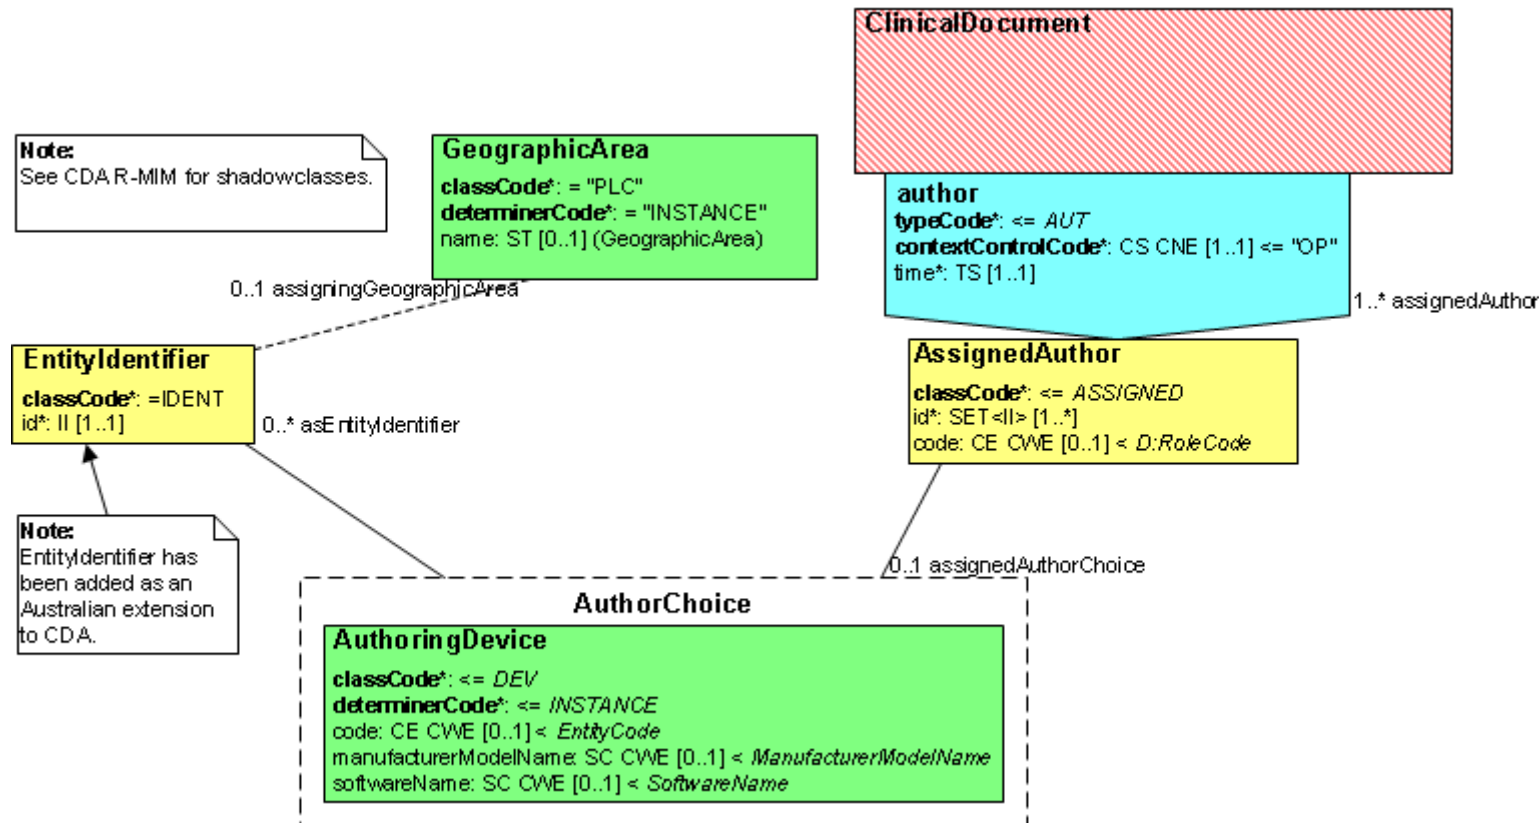 ClinicalDocument
Note:
See CDA R-MIM for shadowclasses.
GeographicArea
classCode*: = "PLC"
determinerCode*: = "INSTANCE"
name: ST [0..1] (GeographicArea)
author
typeCode*: <= AUT
contextControlCode*: CS CNE [1..1] <= "OP"
time*: TS [1..1]
0..1 assigningGeographicArea
1..* assignedAuthor
EntityIdentifier
classCode*: =IDENT
id*: II [1..1]
0..* asEntityIdentifier
AssignedAuthor
classCode*: <= ASSIGNED
id*: SET<II> [1..*]
code: CE CWE [0..1] < D:RoleCode
Note:
EntityIdentifier has
been added as an
Australian extension
to CDA.
0..1 assignedAuthorChoice
AuthorChoice
AuthoringDevice
classCode*: <= DEV
determinerCode*: <= INSTANCE
code: CE CWE [0..1] < EntityCode
manufacturerModelName: SC CWE [0..1] < ManufacturerModelName
softwareName: SC CWE [0..1] < SoftwareName